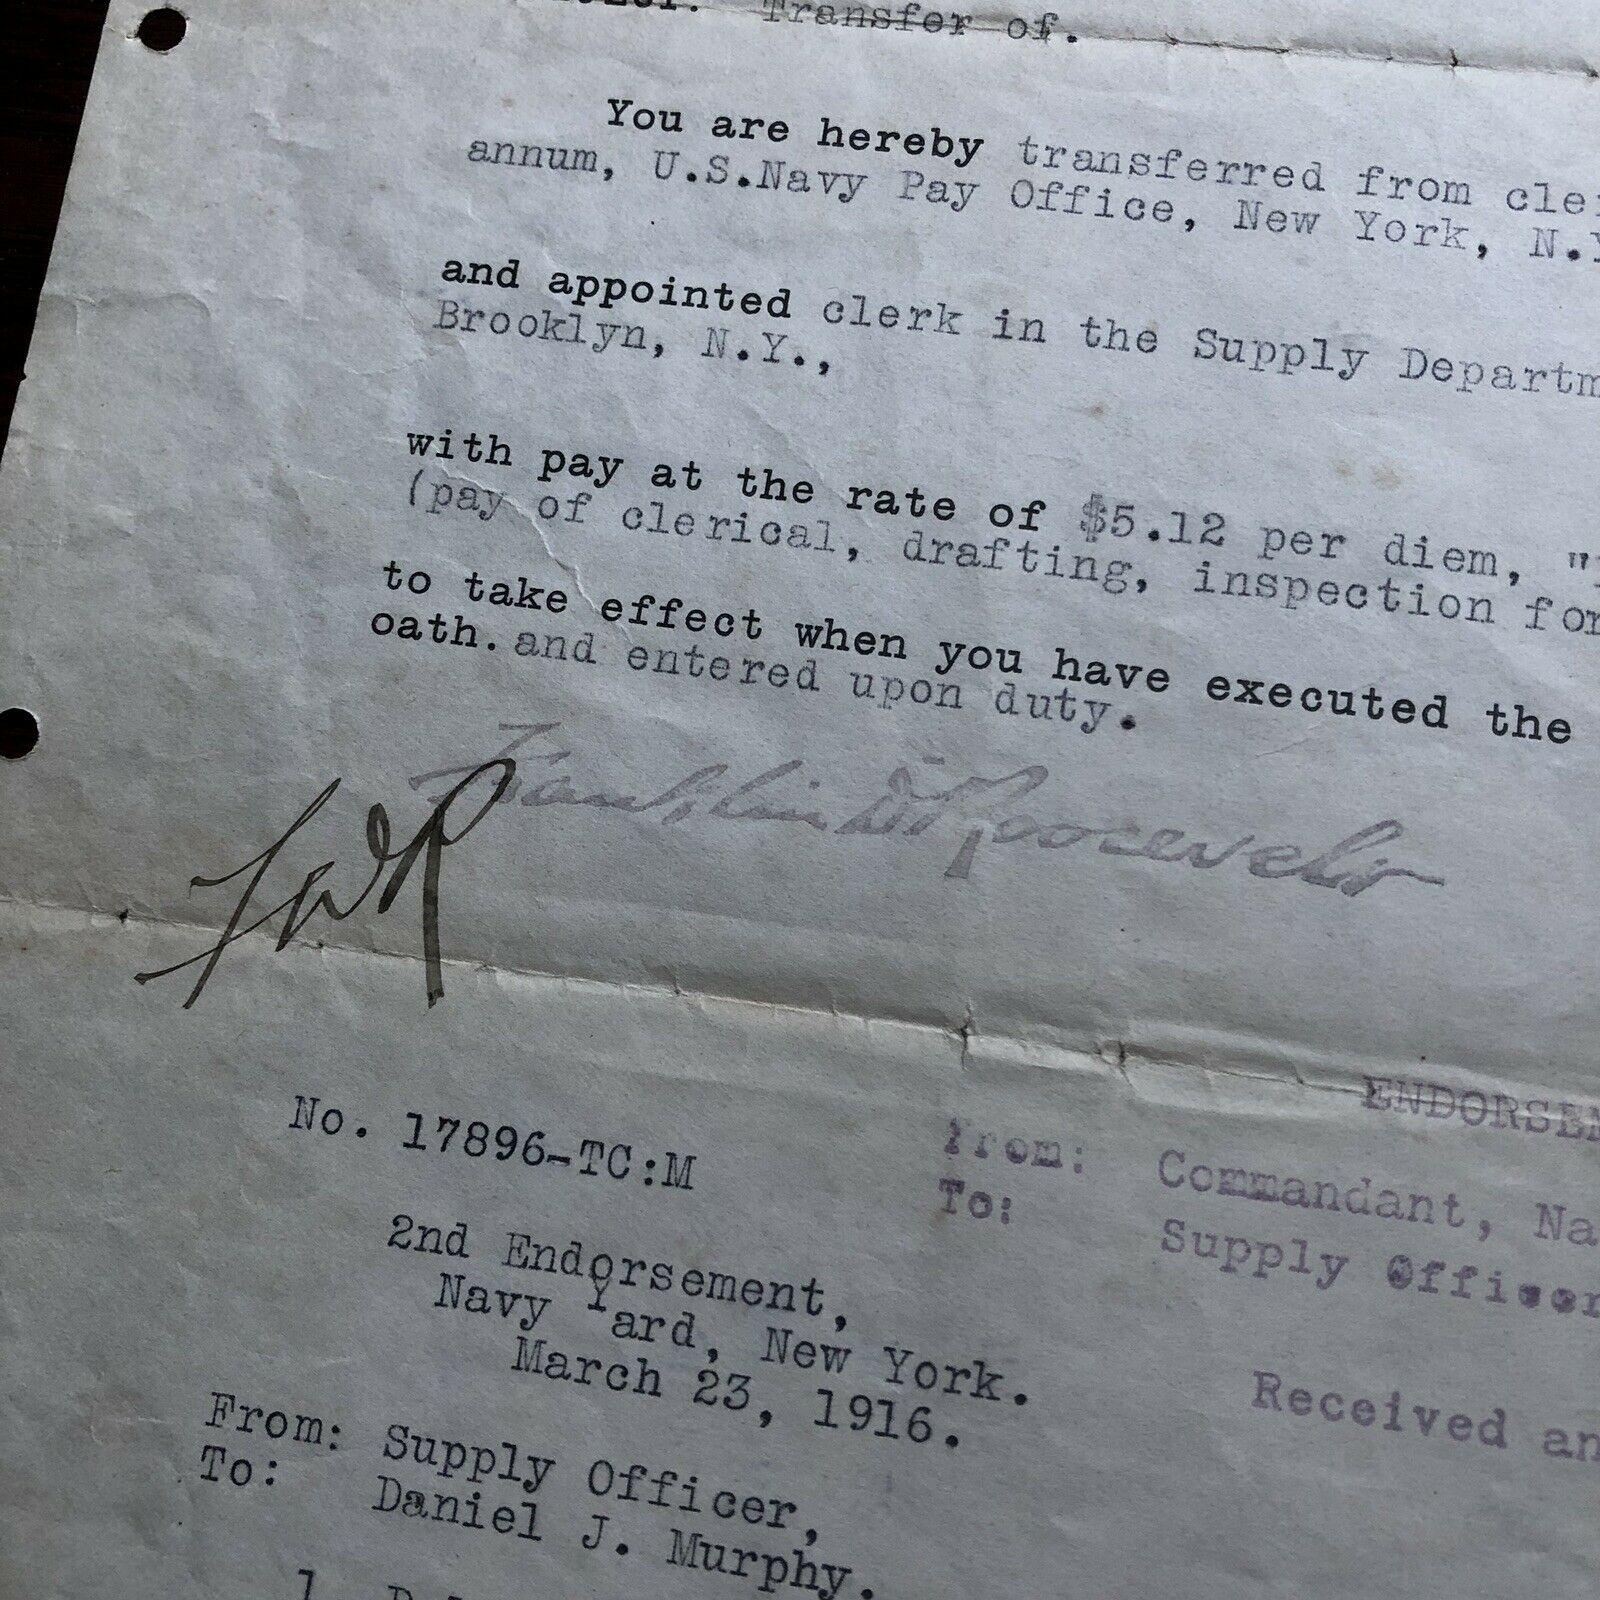 Transfer of.
You are hereby transferred from
annum, U.S.Navy Pay Office, New York, N.Y
and appointed clerk in the Supply Departm
Brooklyn, N.Y.,
with pay at the rate of $5.12 per diem, "
(pay of clerical, drafting, inspection for
to take effect when you have executed the
oath. and entered upon duty.
Franklin D Roosevelt
FDR
ENDORSEM
No. 17896-TC:M
From: Commandant, Na
To: Supply Officer
2nd Endorsement,
Navy Yard, New York.
March 23, 1916.
Received an
From: Supply Officer,
To: Daniel J. Murphy.
1.